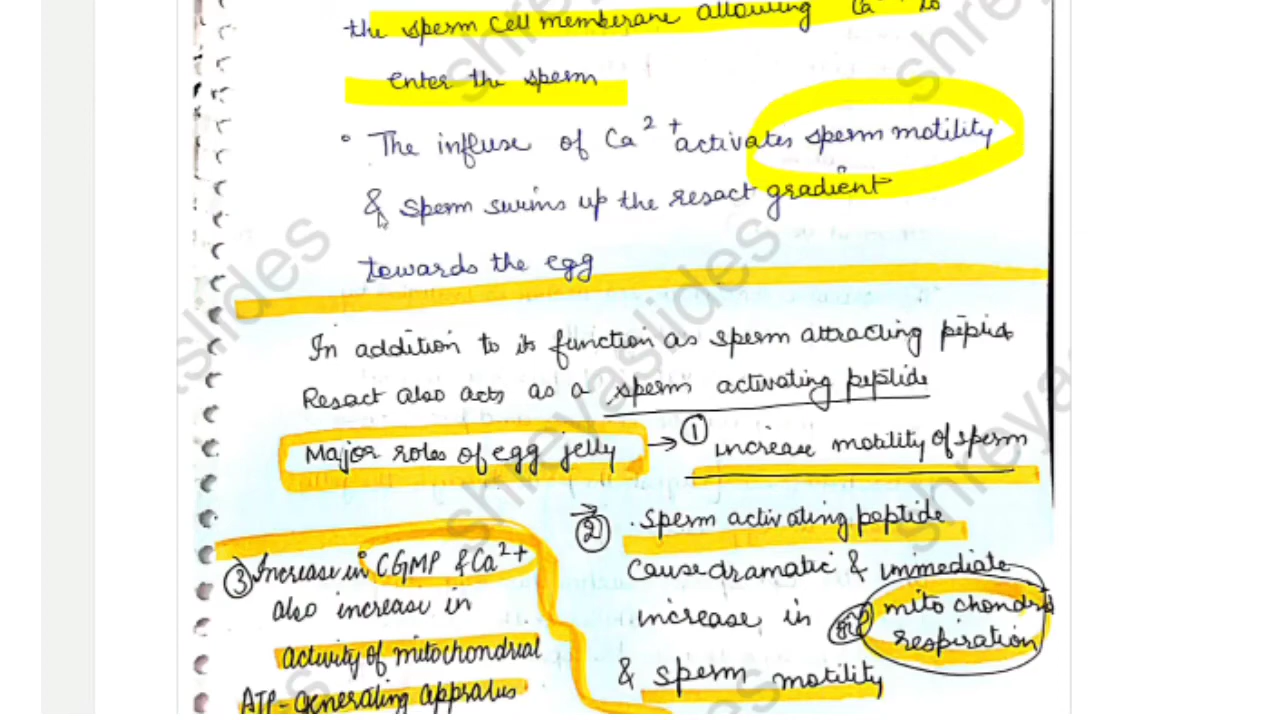 the sperm cell membrane allowing Ca²⁺ to
enter the sperm
• The influse of Ca²⁺ activates sperm motility
& sperm swims up the resact gradient
towards the egg
In addition to its function as sperm attracting peptid
Resact also acts as a sperm activating peptide
Major roles of egg jelly → ① increase motility of sperm
② . Sperm activating peptide
cause dramatic & immediate
increase in mitochondria
respiration
& sperm motility
③ Increase in CGMP & Ca²⁺
also increase in
activity of mitochondrial
ATP-generating appratus
shreyaslides